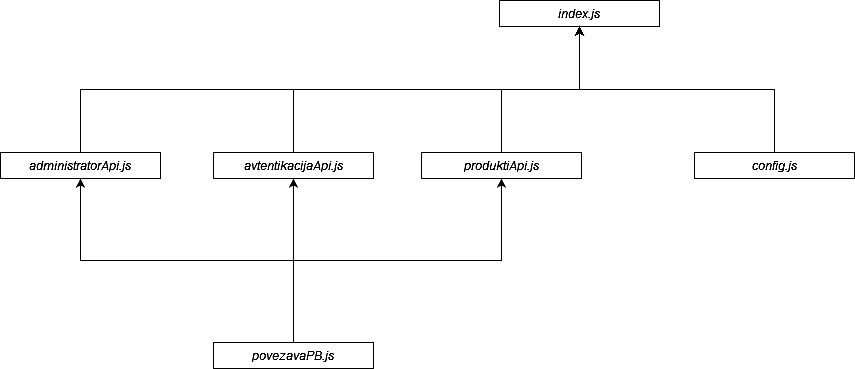 index.js
administratorApi.js
avtentikacijaApi.js
produktiApi.js
config.js
povezavaPB.js